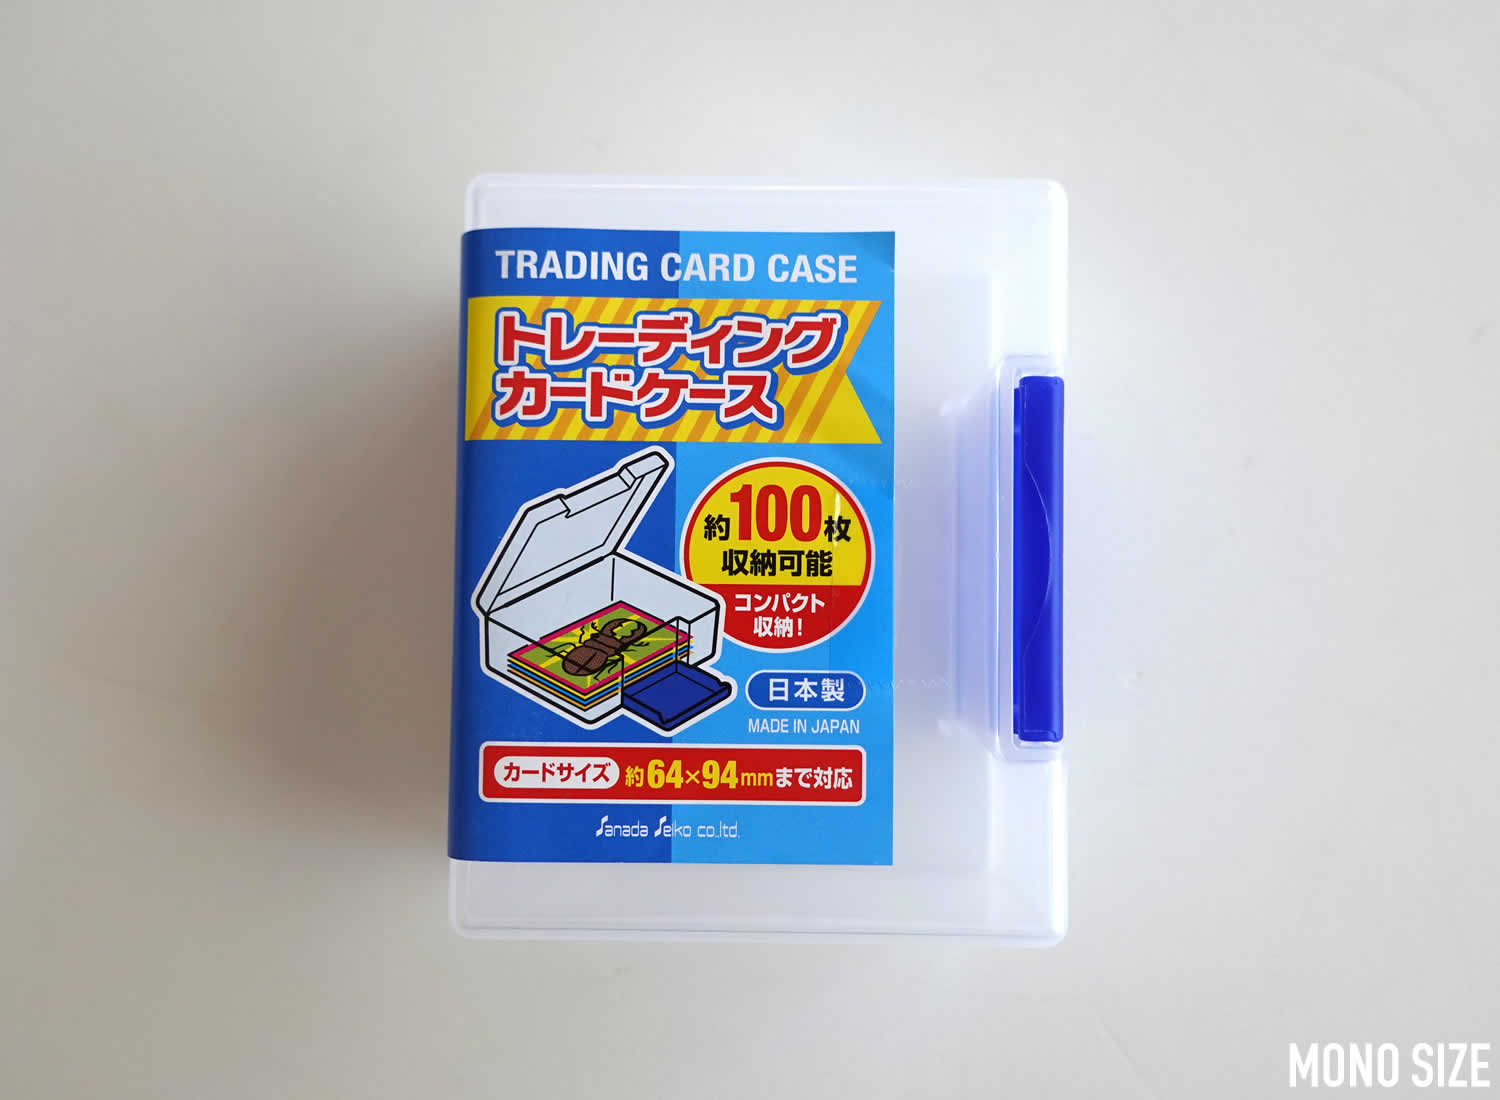 TRADING CARD CASE
トレーディング
カードケース
約100枚
収納可能
コンパクト
収納!
日本製
MADE IN JAPAN
カードサイズ 約64×94mmまで対応
Sanada Seiko co.,ltd.
MONO SIZE